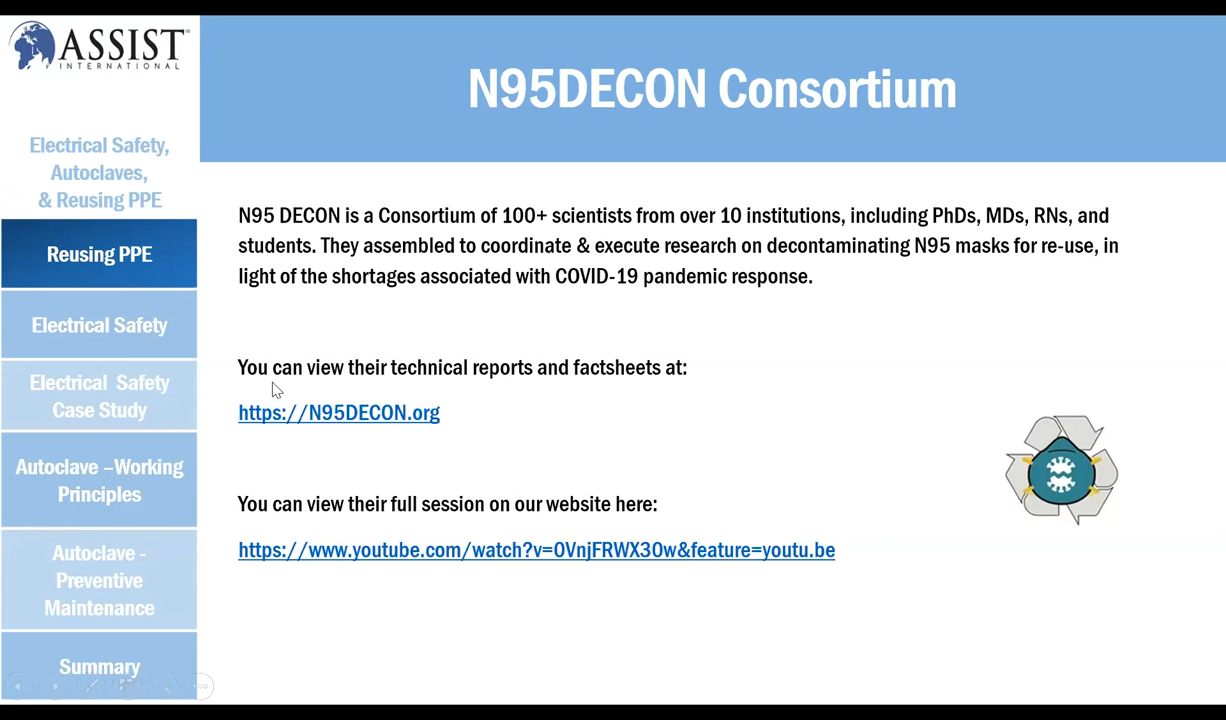 ASSIST
INTERNATIONAL
N95DECON Consortium
Electrical Safety,
Autoclaves,
& Reusing PPE
Reusing PPE
Electrical Safety
Electrical Safety
Case Study
Autoclave –Working
Principles
Autoclave -
Preventive
Maintenance
Summary
N95 DECON is a Consortium of 100+ scientists from over 10 institutions, including PhDs, MDs, RNs, and
students. They assembled to coordinate & execute research on decontaminating N95 masks for re-use, in
light of the shortages associated with COVID-19 pandemic response.
You can view their technical reports and factsheets at:
https://N95DECON.org
You can view their full session on our website here:
https://www.youtube.com/watch?v=OVnjFRWX3Ow&feature=youtu.be